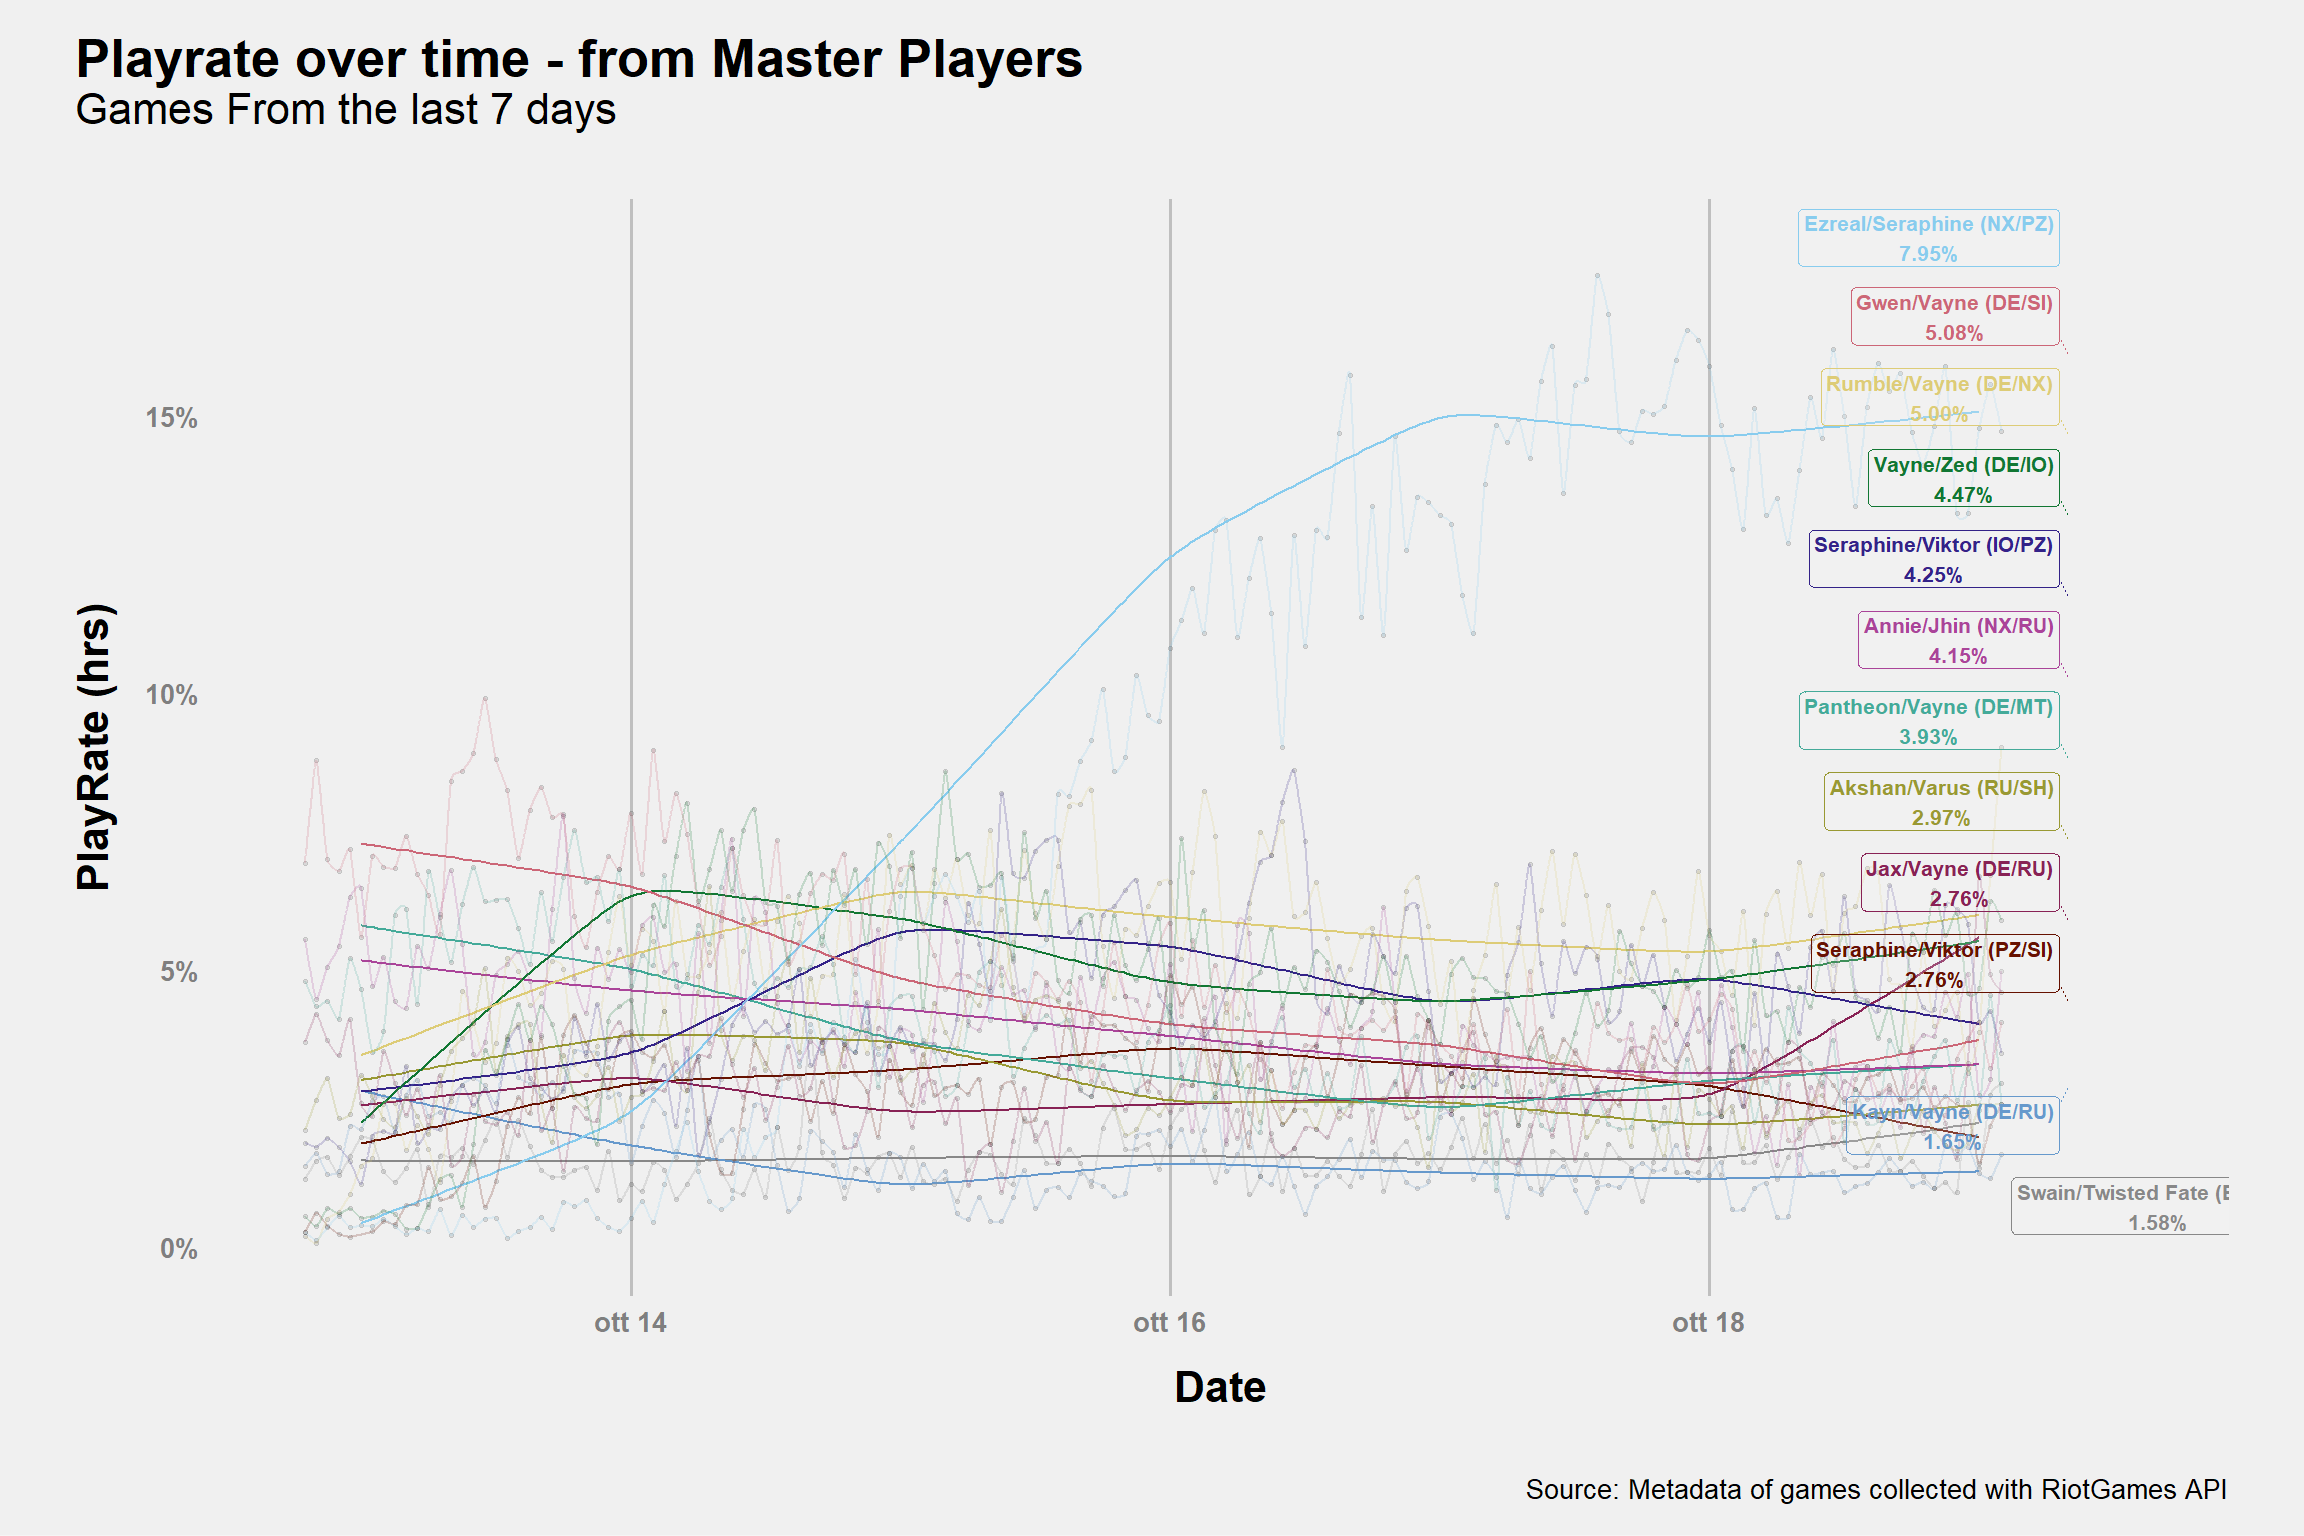 Playrate over time - from Master Players
Games From the last 7 days
PlayRate (hrs)
15%
10%
5%
0%
Ezreal/Seraphine (NX/PZ)
7.95%
Gwen/Vayne (DE/SI)
5.08%
Rumble/Vayne (DE/NX)
5.00%
Vayne/Zed (DE/IO)
4.47%
Seraphine/Viktor (IO/PZ)
4.25%
Annie/Jhin (NX/RU)
4.15%
Pantheon/Vayne (DE/MT)
3.93%
Akshan/Varus (RU/SH)
2.97%
Jax/Vayne (DE/RU)
2.76%
Seraphine/Viktor (PZ/SI)
2.76%
Kayn/Vayne (DE/RU)
1.65%
Swain/Twisted Fate (
1.58%
ott 14
ott 16
ott 18
Date
Source: Metadata of games collected with RiotGames API